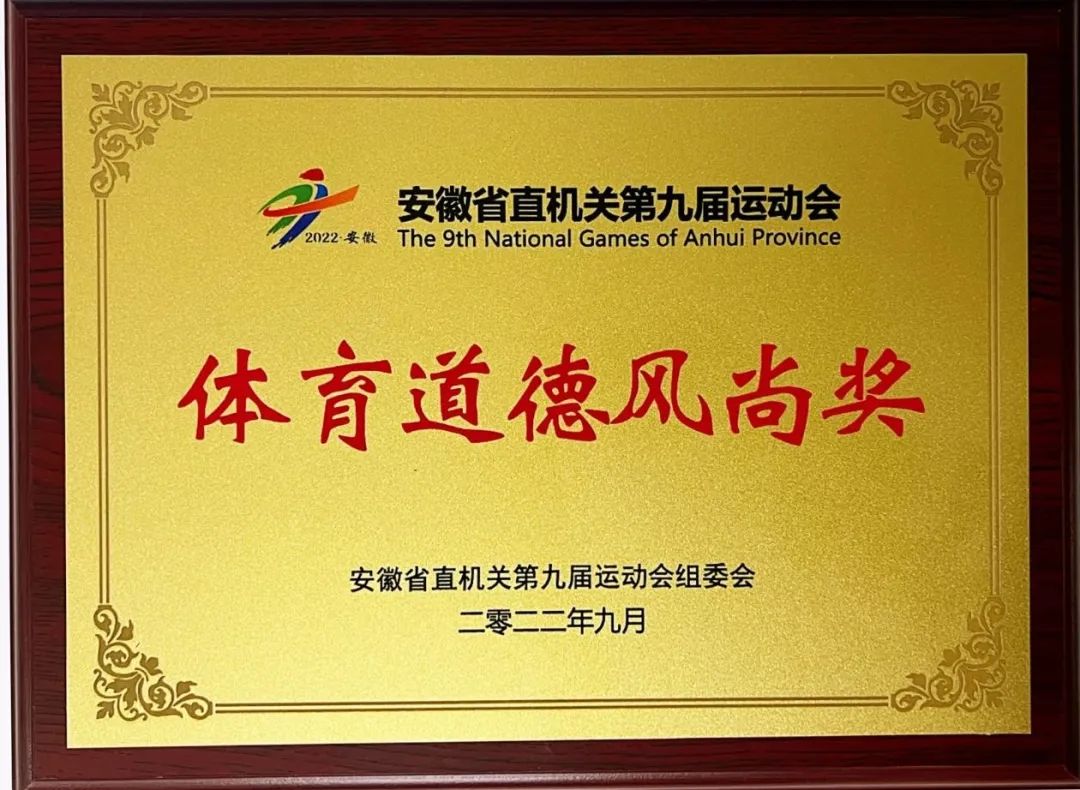 安徽省直机关第九届运动会
The 9th National Games of Anhui Province
2022·安徽
体育道德风尚奖
安徽省直机关第九届运动会组委会
二零二二年九月